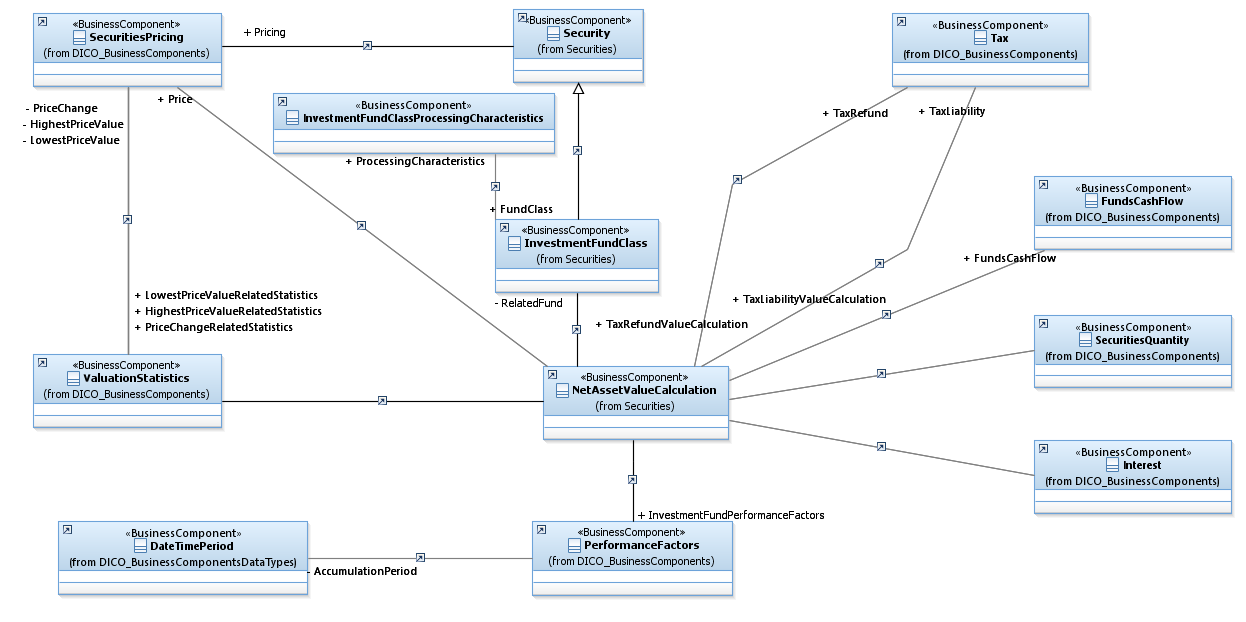 «BusinessComponent»
SecuritiesPricing
(from DICO_BusinessComponents)
+ Pricing
«BusinessComponent»
Security
(from Securities)
«BusinessComponent»
Tax
(from DICO_BusinessComponents)
- PriceChange
- HighestPriceValue
- LowestPriceValue
+ Price
«BusinessComponent»
InvestmentFundClassProcessingCharacteristics
+ ProcessingCharacteristics
+ TaxRefund
+ TaxLiability
«BusinessComponent»
FundsCashFlow
(from DICO_BusinessComponents)
+ FundsCashFlow
+ FundClass
«BusinessComponent»
InvestmentFundClass
(from Securities)
- RelatedFund
+ LowestPriceValueRelatedStatistics
+ HighestPriceValueRelatedStatistics
+ PriceChangeRelatedStatistics
+ TaxLiabilityValueCalculation
+ TaxRefundValueCalculation
«BusinessComponent»
SecuritiesQuantity
(from DICO_BusinessComponents)
«BusinessComponent»
ValuationStatistics
(from DICO_BusinessComponents)
«BusinessComponent»
NetAssetValueCalculation
(from Securities)
«BusinessComponent»
Interest
(from DICO_BusinessComponents)
+ InvestmentFundPerformanceFactors
«BusinessComponent»
DateTimePeriod
(from DICO_BusinessComponentsDataTypes)
- AccumulationPeriod
«BusinessComponent»
PerformanceFactors
(from DICO_BusinessComponents)